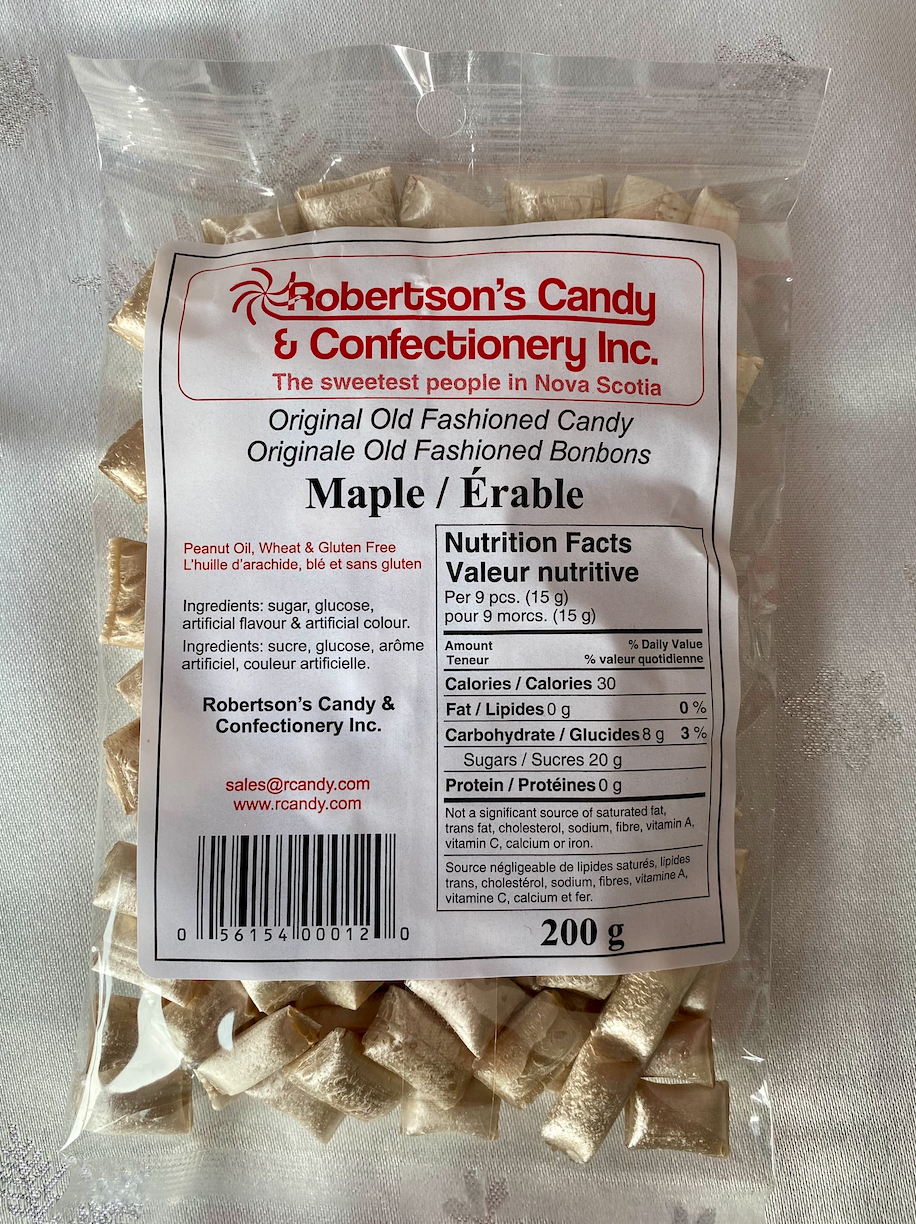 Robertson's Candy
& Confectionery Inc.
The sweetest people in Nova Scotia
Original Old Fashioned Candy
Originale Old Fashioned Bonbons
Maple / Érable
Peanut Oil, Wheat & Gluten Free
L'huille d'arachide, blé et sans gluten
Ingredients: sugar, glucose,
artificial flavour & artificial colour.
Ingredients: sucre, glucose, arôme
artificiel, couleur artificielle.
Robertson's Candy &
Confectionery Inc.
sales@rcandy.com
www.rcandy.com
0 56154 00012 0
Nutrition Facts
Valeur nutritive
Per 9 pcs. (15 g)
pour 9 morcs. (15 g)
Amount % Daily Value
Teneur % valeur quotidienne
Calories / Calories 30
Fat / Lipides 0 g 0 %
Carbohydrate / Glucides 8 g 3 %
Sugars / Sucres 20 g
Protein / Protéines 0 g
Not a significant source of saturated fat,
trans fat, cholesterol, sodium, fibre, vitamin A,
vitamin C, calcium or iron.
Source négligeable de lipides saturés, lipides
trans, cholestérol, sodium, fibres, vitamine A,
vitamine C, calcium et fer.
200 g